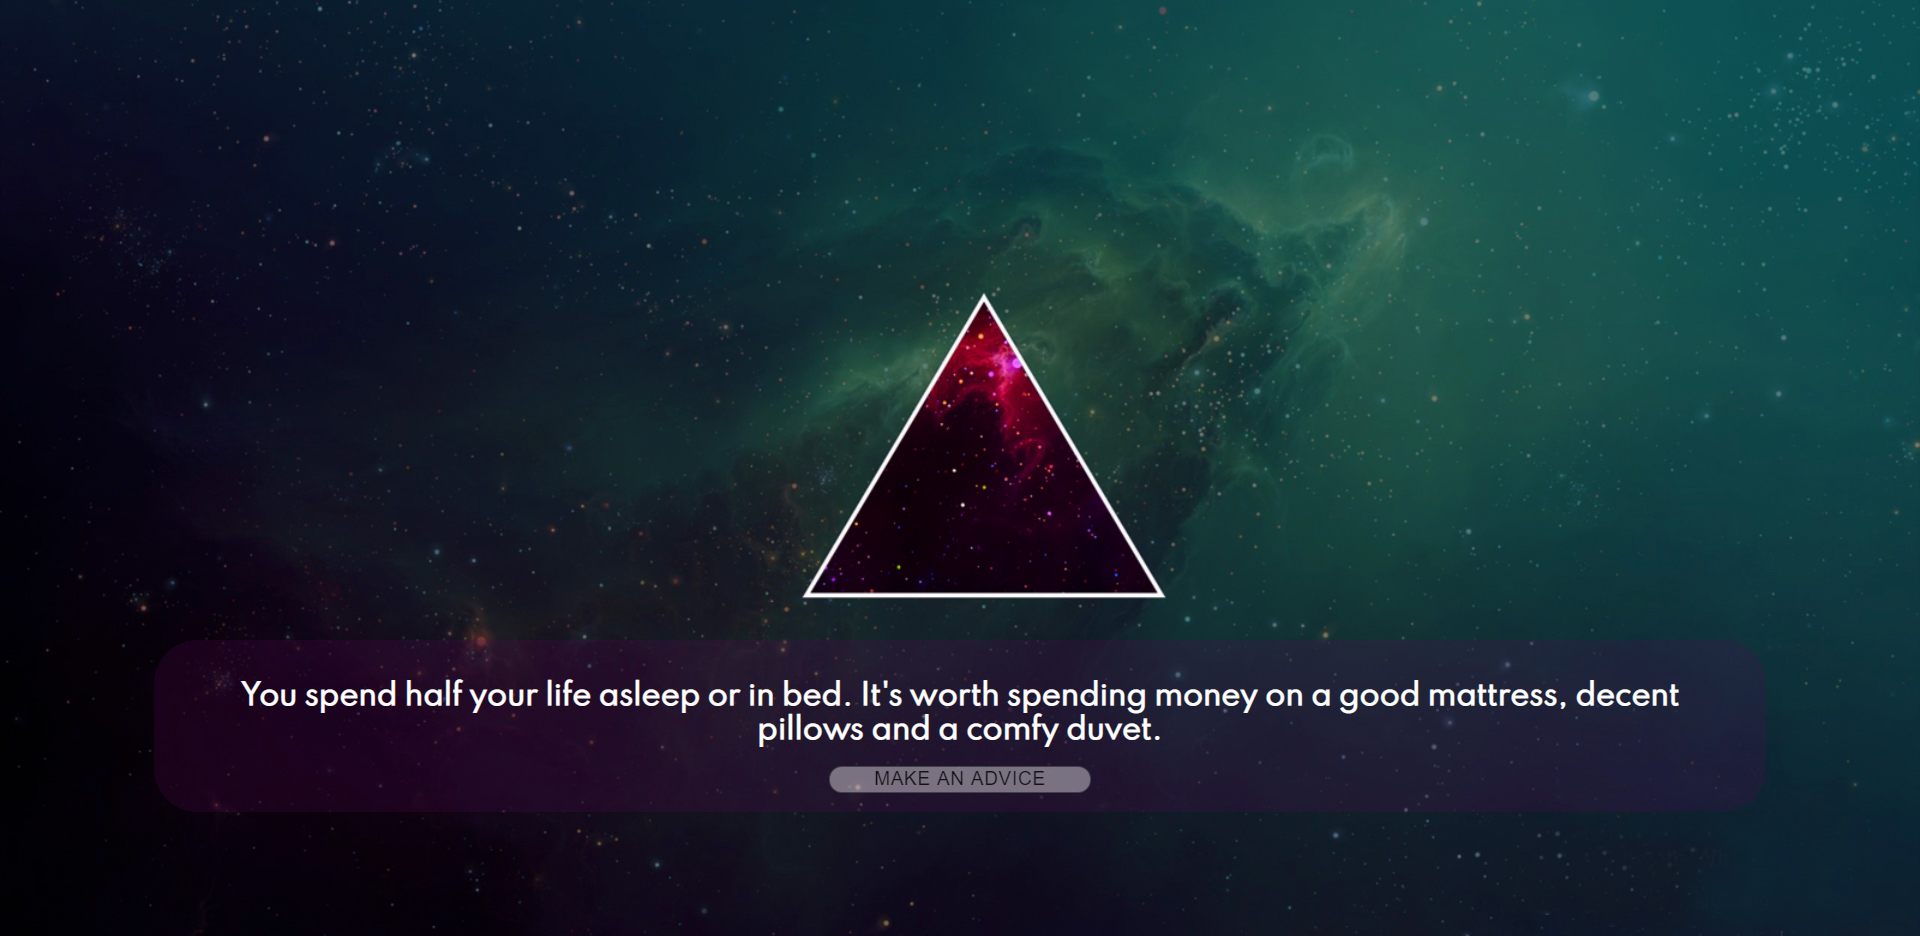 You spend half your life asleep or in bed. It's worth spending money on a good mattress, decent
pillows and a comfy duvet.
MAKE AN ADVICE